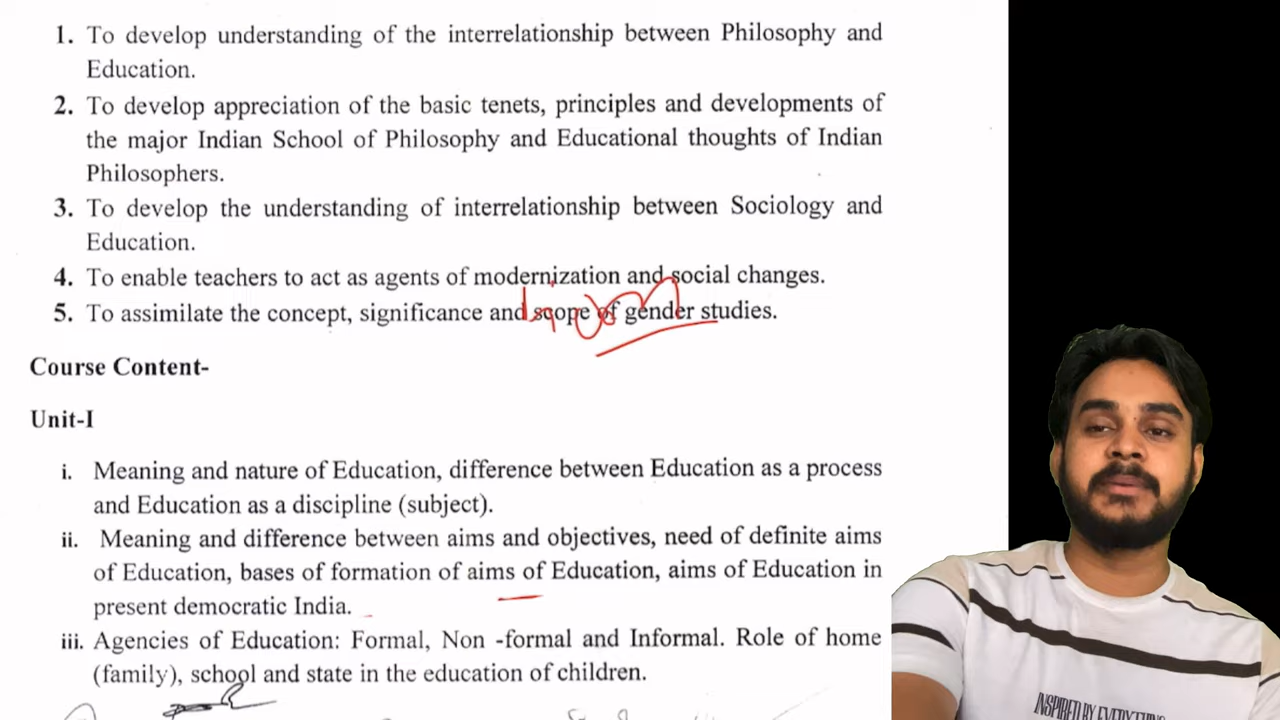 1. To develop understanding of the interrelationship between Philosophy and
Education.
2. To develop appreciation of the basic tenets, principles and developments of
the major Indian School of Philosophy and Educational thoughts of Indian
Philosophers.
3. To develop the understanding of interrelationship between Sociology and
Education.
4. To enable teachers to act as agents of modernization and social changes.
5. To assimilate the concept, significance and scope of gender studies.
Course Content-
Unit-I
i. Meaning and nature of Education, difference between Education as a process
and Education as a discipline (subject).
ii. Meaning and difference between aims and objectives, need of definite aims
of Education, bases of formation of aims of Education, aims of Education in
present democratic India.
iii. Agencies of Education: Formal, Non -formal and Informal. Role of home
(family), school and state in the education of children.
INSPIRED BY EVERYTHING